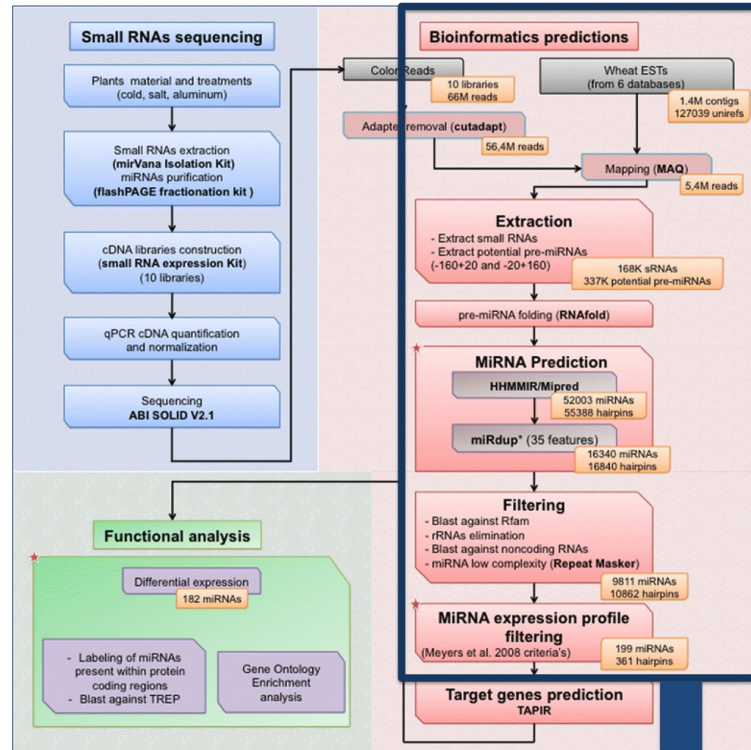 Small RNAs sequencing
Plants material and treatments
(cold, salt, aluminum)
Small RNAs extraction
(mirVana Isolation Kit)
miRNAs purification
(flashPAGE fractionation kit )
cDNA libraries construction
(small RNA expression Kit)
(10 libraries)
qPCR cDNA quantification
and normalization
Sequencing
ABI SOLID V2.1
Bioinformatics predictions
Color Reads
10 libraries
66M reads
Wheat ESTs
(from 6 databases)
1.4M contigs
127039 unirefs
Adapter removal (cutadapt)
56,4M reads
Mapping (MAQ)
5,4M reads
Extraction
- Extract small RNAs
- Extract potential pre-miRNAs
(-160+20 and -20+160)
168K sRNAs
337K potential pre-miRNAs
pre-miRNA folding (RNAfold)
MiRNA Prediction
HHMMIR/Mipred
52003 miRNAs
55388 hairpins
miRdup* (35 features)
16340 miRNAs
16840 hairpins
Filtering
- Blast against Rfam
- rRNAs elimination
- Blast against noncoding RNAs
- miRNA low complexity (Repeat Masker)
9811 miRNAs
10862 hairpins
MiRNA expression profile
filtering
(Meyers et al. 2008 criteria's)
199 miRNAs
361 hairpins
Target genes prediction
TAPIR
Functional analysis
Differential expression
182 miRNAs
- Labeling of miRNAs
present within protein
coding regions
- Blast against TREP
Gene Ontology
Enrichment
analysis